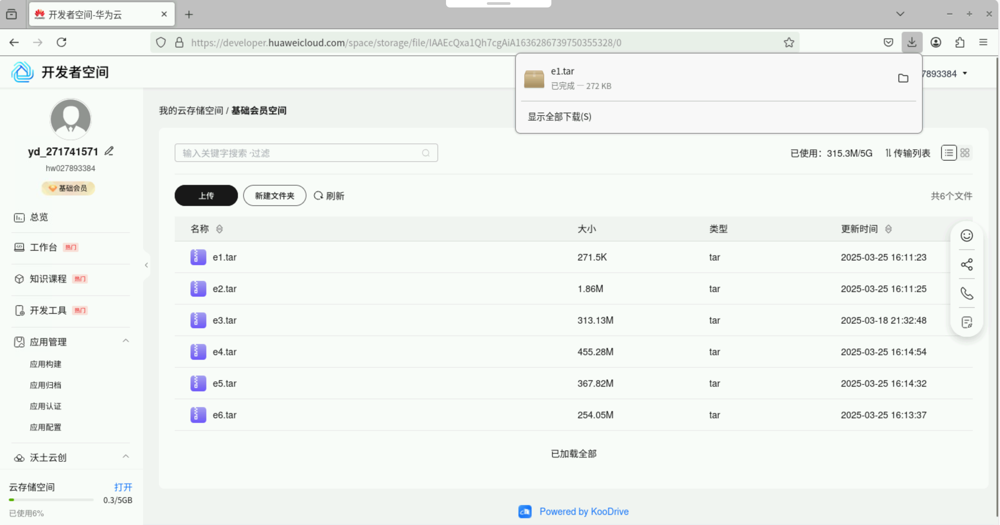 开发者空间-华为云
https://developer.huaweicloud.com/space/storage/file/IAAEcQxa1Qh7cgAiA1636286739750355328/0
开发者空间
7893384
e1.tar
已完成 — 272 KB
显示全部下载(S)
yd_271741571
hw027893384
基础会员
总览
工作台 热门
知识课程 热门
开发工具 热门
应用管理
应用构建
应用归档
应用认证
应用配置
沃土云创
云存储空间 打开
0.3/5GB
已使用6%
我的云存储空间 / 基础会员空间
输入关键字搜索·过滤
已使用：315.3M/5G 传输列表
上传 新建文件夹 刷新 共6个文件
名称 大小 类型 更新时间
e1.tar 271.5K tar 2025-03-25 16:11:23
e2.tar 1.86M tar 2025-03-25 16:11:25
e3.tar 313.13M tar 2025-03-18 21:32:48
e4.tar 455.28M tar 2025-03-25 16:14:54
e5.tar 367.82M tar 2025-03-25 16:14:32
e6.tar 254.05M tar 2025-03-25 16:13:37
已加载全部
Powered by KooDrive